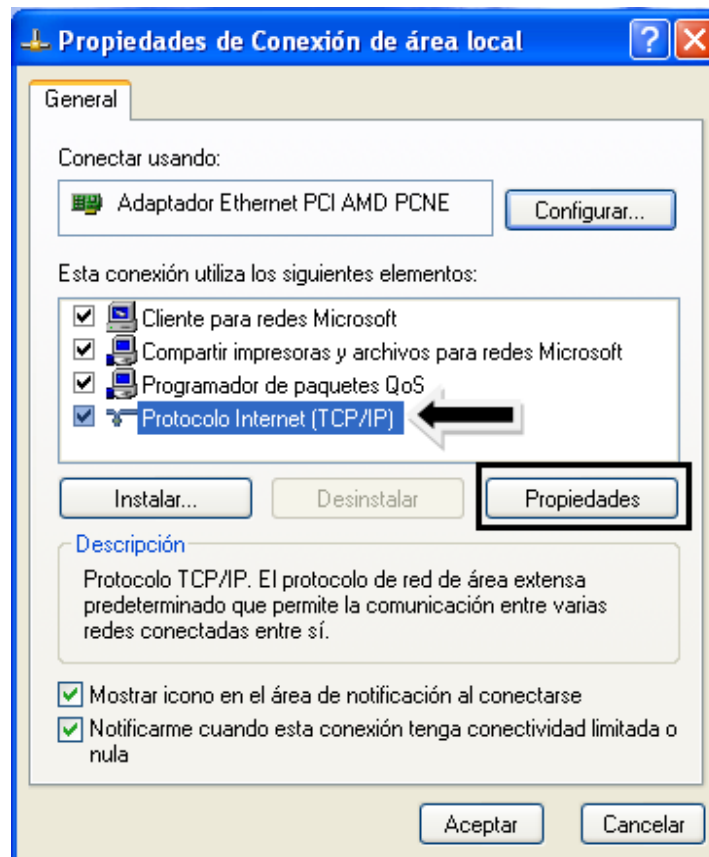 Propiedades de Conexión de área local
General
Conectar usando:
Adaptador Ethernet PCI AMD PCNE
Configurar...
Esta conexión utiliza los siguientes elementos:
Cliente para redes Microsoft
Compartir impresoras y archivos para redes Microsoft
Programador de paquetes QoS
Protocolo Internet (TCP/IP)
Instalar... Desinstalar Propiedades
Descripción
Protocolo TCP/IP. El protocolo de red de área extensa
predeterminado que permite la comunicación entre varias
redes conectadas entre sí.
Mostrar icono en el área de notificación al conectarse
Notificarme cuando esta conexión tenga conectividad limitada o
nula
Aceptar Cancelar